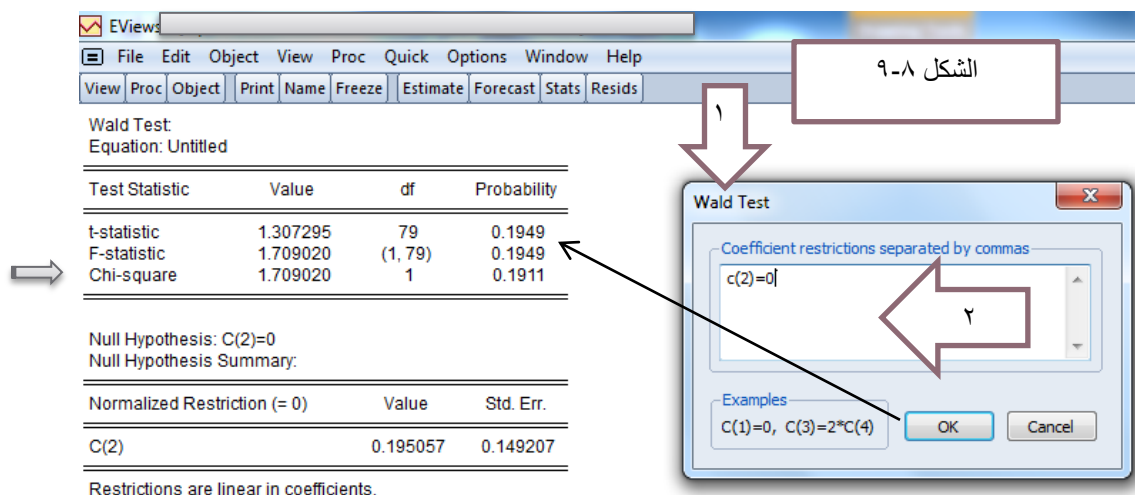 EViews
File Edit Object View Proc Quick Options Window Help
View Proc Object Print Name Freeze Estimate Forecast Stats Resids
الشكل ٨-٩
١
Wald Test:
Equation: Untitled
Test Statistic Value df Probability
t-statistic 1.307295 79 0.1949
F-statistic 1.709020 (1, 79) 0.1949
Chi-square 1.709020 1 0.1911
Null Hypothesis: C(2)=0
Null Hypothesis Summary:
Normalized Restriction (= 0) Value Std. Err.
C(2) 0.195057 0.149207
Restrictions are linear in coefficients.
Wald Test
Coefficient restrictions separated by commas
c(2)=0
٢
Examples
C(1)=0, C(3)=2*C(4)
OK
Cancel